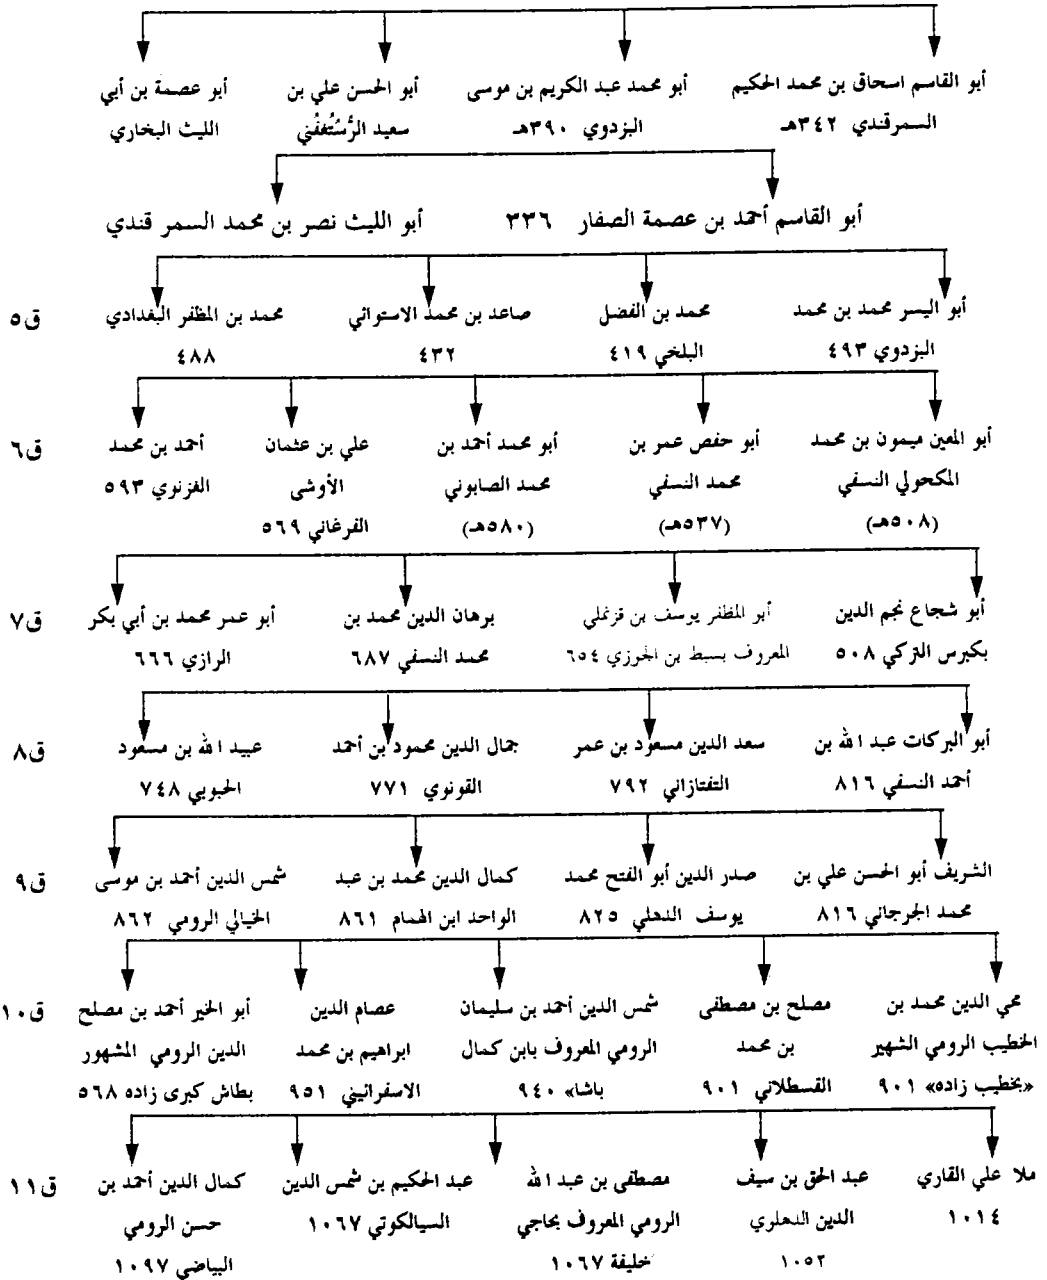 أبو القاسم اسحاق بن محمد الحكيم	أبو محمد عبد الكريم بن موسى	أبو الحسن علي بن	أبو عصمة بن أبي
السمرقندي ٣٤٢هـ	البزدوي ٣٩٠هـ	سعيد الرُّسْتُغفْني	الليث البخاري
أبو القاسم أحمد بن عصمة الصفار ٣٣٦	أبو الليث نصر بن محمد السمر قندي
أبو اليسر محمد بن محمد	محمد بن الفضل	صاعد بن محمد الاستوائي	محمد بن المظفر البغدادي	ق٥
البزدوي ٤٩٣	البلخي ٤١٩	٤٣٢	٤٨٨
أبو المعين ميمون بن محمد	أبو حفص عمر بن	أبو محمد أحمد بن	علي بن عثمان	أحمد بن محمد	ق٦
المكحولي النسفي	محمد النسفي	محمد الصابوني	الأوشى	الغزنوي ٥٩٣
(٥٠٨هـ)	(٥٣٧هـ)	(٥٨٠هـ)	الفرغاني ٥٦٩
أبو شجاع نجم الدين	أبو المظفر يوسف بن قزغلي	برهان الدين محمد بن	أبو عمر محمد بن أبي بكر	ق٧
بكبرس التركي ٥٠٨	المعروف بسبط بن الجوزي ٦٥٤	محمد النسفي ٦٨٧	الرازي ٦٦٦
أبو البركات عبد الله بن	سعد الدين مسعود بن عمر	جمال الدين محمود بن أحمد	عبيد الله بن مسعود	ق٨
أحمد النسفي ٨١٦	التفتازاني ٧٩٢	القونوي ٧٧١	الحبوبي ٧٤٨
الشريف أبو الحسن علي بن	صدر الدين أبو الفتح محمد	كمال الدين محمد بن عبد	شمس الدين أحمد بن موسى	ق٩
محمد الجرجاني ٨١٦	يوسف الدهلي ٨٢٥	الواحد ابن الهمام ٨٦١	الخيالي الرومي ٨٦٢
محي الدين محمد بن	مصلح بن مصطفى	شمس الدين أحمد بن سليمان	عصام الدين	أبو الخير أحمد بن مصلح	ق١٠
الخطيب الرومي الشهير	بن محمد	الرومي المعروف بابن كمال	ابراهيم بن محمد	الدين الرومي المشهور
«بخطيب زاده» ٩٠١	القسطلاني ٩٠١	باشا» ٩٤٠	الاسفرائيني ٩٥١	بطاش كبرى زاده ٥٦٨
ملا علي القاري	عبد الحق بن سيف	مصطفى بن عبد الله	عبد الحكيم بن شمس الدين	كمال الدين أحمد بن	ق١١
١٠١٤	الدين الدهلوي	الرومي المعروف بحاجي	السيالكوتي ١٠٦٧	حسن الرومي
١٠٥٢	خليفة ١٠٦٧	البياضي ١٠٩٧